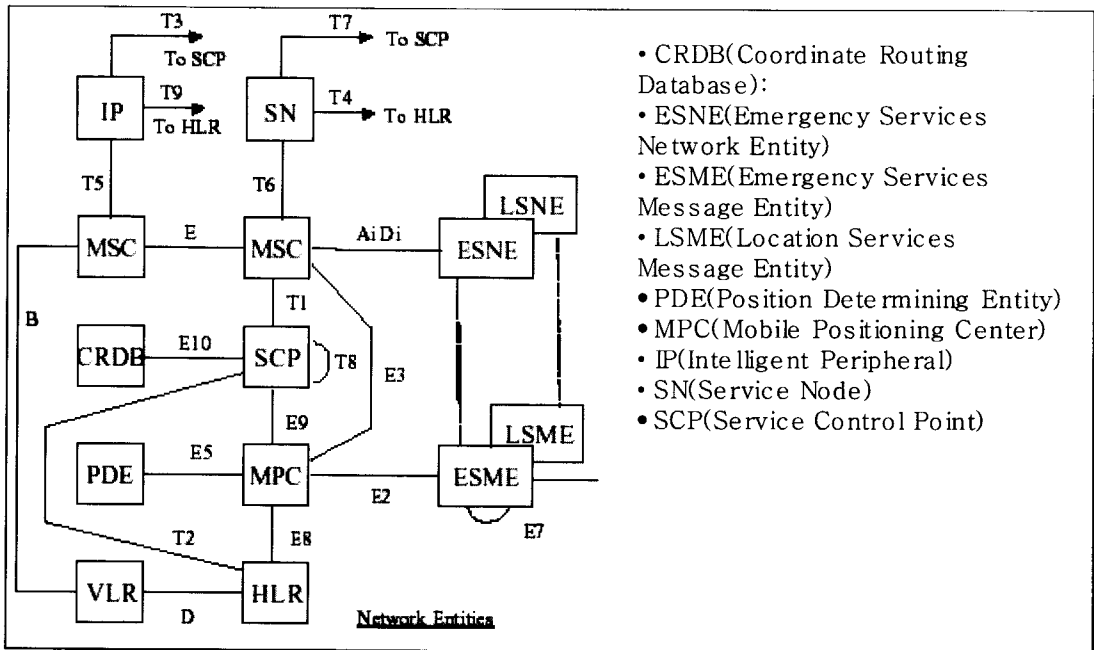 T3
To SCP
T7
To SCP
IP
T9
To HLR
SN
T4
To HLR
T5
T6
MSC
E
MSC
AiDi
ESNE
LSNE
B
T1
CRDB
E10
SCP
T8
E3
E9
LSME
PDE
E5
MPC
E2
ESME
E7
T2
E8
VLR
D
HLR
Network Entities
• CRDB(Coordinate Routing
Database):
• ESNE(Emergency Services
Network Entity)
• ESME(Emergency Services
Message Entity)
• LSME(Location Services
Message Entity)
• PDE(Position Determining Entity)
• MPC(Mobile Positioning Center)
• IP(Intelligent Peripheral)
• SN(Service Node)
• SCP(Service Control Point)